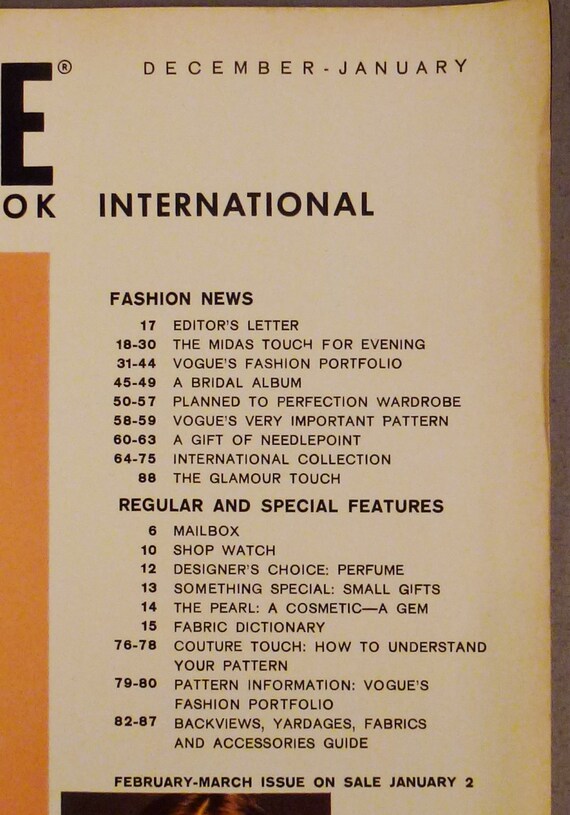 E® DECEMBER-JANUARY
OK INTERNATIONAL
FASHION NEWS
17 EDITOR'S LETTER
18-30 THE MIDAS TOUCH FOR EVENING
31-44 VOGUE'S FASHION PORTFOLIO
45-49 A BRIDAL ALBUM
50-57 PLANNED TO PERFECTION WARDROBE
58-59 VOGUE'S VERY IMPORTANT PATTERN
60-63 A GIFT OF NEEDLEPOINT
64-75 INTERNATIONAL COLLECTION
88 THE GLAMOUR TOUCH
REGULAR AND SPECIAL FEATURES
6 MAILBOX
10 SHOP WATCH
12 DESIGNER'S CHOICE: PERFUME
13 SOMETHING SPECIAL: SMALL GIFTS
14 THE PEARL: A COSMETIC—A GEM
15 FABRIC DICTIONARY
76-78 COUTURE TOUCH: HOW TO UNDERSTAND
YOUR PATTERN
79-80 PATTERN INFORMATION: VOGUE'S
FASHION PORTFOLIO
82-87 BACKVIEWS, YARDAGES, FABRICS
AND ACCESSORIES GUIDE
FEBRUARY-MARCH ISSUE ON SALE JANUARY 2